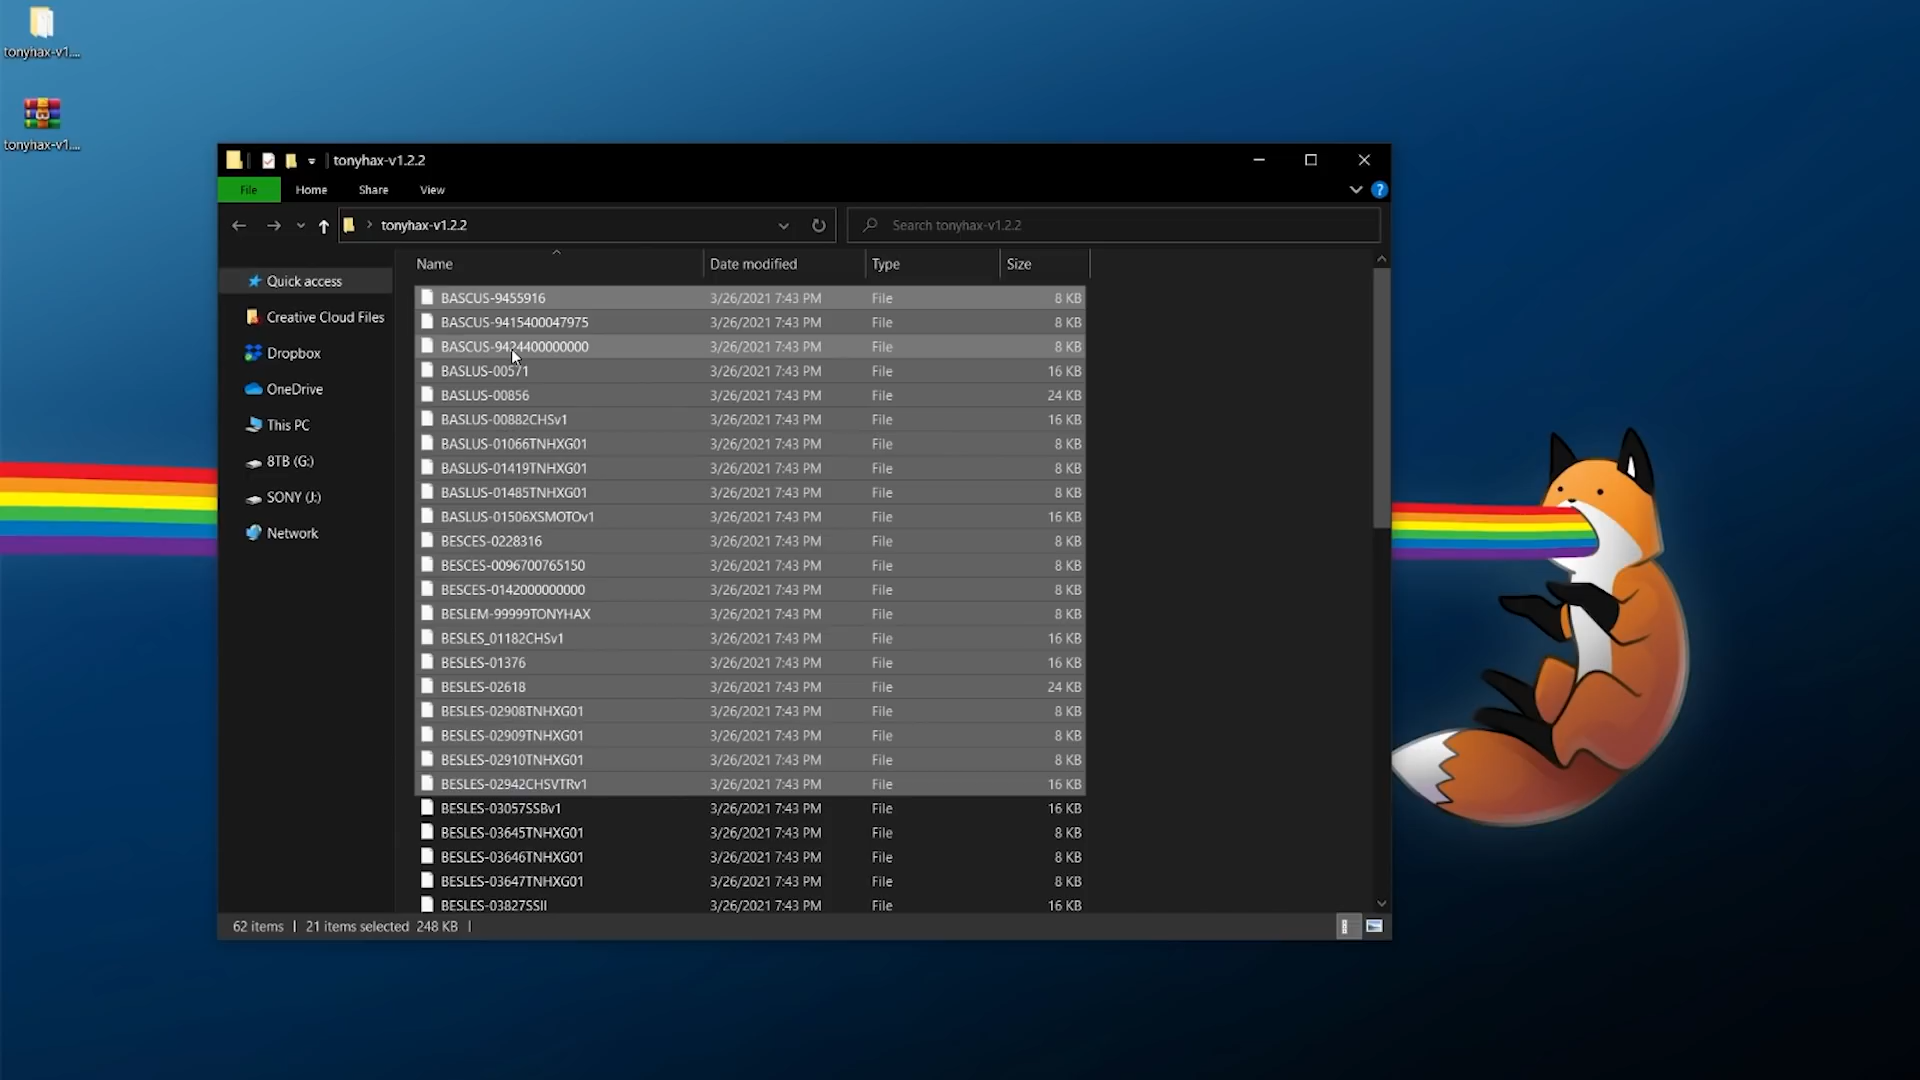 tonyhax-v1....
tonyhax-v1....
tonyhax-v1.2.2
File Home Share View
tonyhax-v1.2.2 Search tonyhax-v1.2.2
Name Date modified Type Size
Quick access
Creative Cloud Files
Dropbox
OneDrive
This PC
8TB (G:)
SONY (J:)
Network
BASCUS-9455916 3/26/2021 7:43 PM File 8 KB
BASCUS-9415400047975 3/26/2021 7:43 PM File 8 KB
BASCUS-9424400000000 3/26/2021 7:43 PM File 8 KB
BASLUS-00571 3/26/2021 7:43 PM File 16 KB
BASLUS-00856 3/26/2021 7:43 PM File 24 KB
BASLUS-00882CHSv1 3/26/2021 7:43 PM File 16 KB
BASLUS-01066TNHXG01 3/26/2021 7:43 PM File 8 KB
BASLUS-01419TNHXG01 3/26/2021 7:43 PM File 8 KB
BASLUS-01485TNHXG01 3/26/2021 7:43 PM File 8 KB
BASLUS-01506XSMOTOv1 3/26/2021 7:43 PM File 16 KB
BESCES-0228316 3/26/2021 7:43 PM File 8 KB
BESCES-0096700765150 3/26/2021 7:43 PM File 8 KB
BESCES-0142000000000 3/26/2021 7:43 PM File 8 KB
BESLEM-99999TONYHAX 3/26/2021 7:43 PM File 8 KB
BESLES_01182CHSv1 3/26/2021 7:43 PM File 16 KB
BESLES-01376 3/26/2021 7:43 PM File 16 KB
BESLES-02618 3/26/2021 7:43 PM File 24 KB
BESLES-02908TNHXG01 3/26/2021 7:43 PM File 8 KB
BESLES-02909TNHXG01 3/26/2021 7:43 PM File 8 KB
BESLES-02910TNHXG01 3/26/2021 7:43 PM File 8 KB
BESLES-02942CHSVTRv1 3/26/2021 7:43 PM File 16 KB
BESLES-03057SSBv1 3/26/2021 7:43 PM File 16 KB
BESLES-03645TNHXG01 3/26/2021 7:43 PM File 8 KB
BESLES-03646TNHXG01 3/26/2021 7:43 PM File 8 KB
BESLES-03647TNHXG01 3/26/2021 7:43 PM File 8 KB
BESLES-03827SSII 3/26/2021 7:43 PM File 16 KB
62 items | 21 items selected 248 KB |